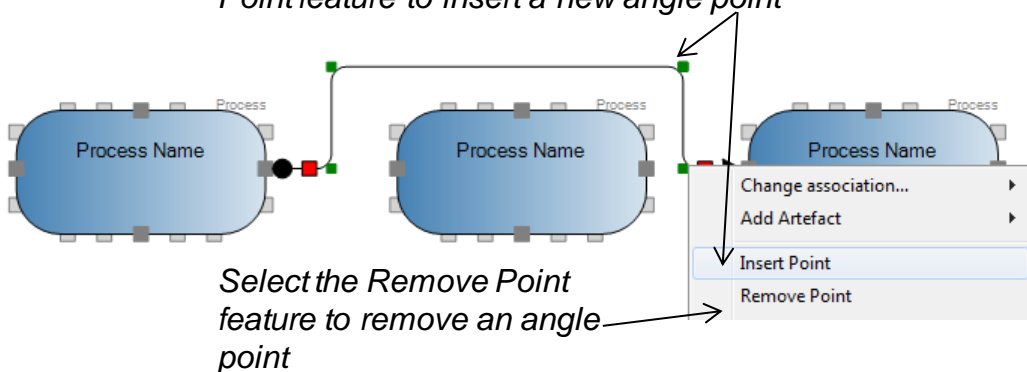 Point feature to insert a new angle point
Process
Process
Process
Process Name
Process Name
Process Name
Change association...
Add Artefact
Insert Point
Remove Point
Select the Remove Point
feature to remove an angle
point